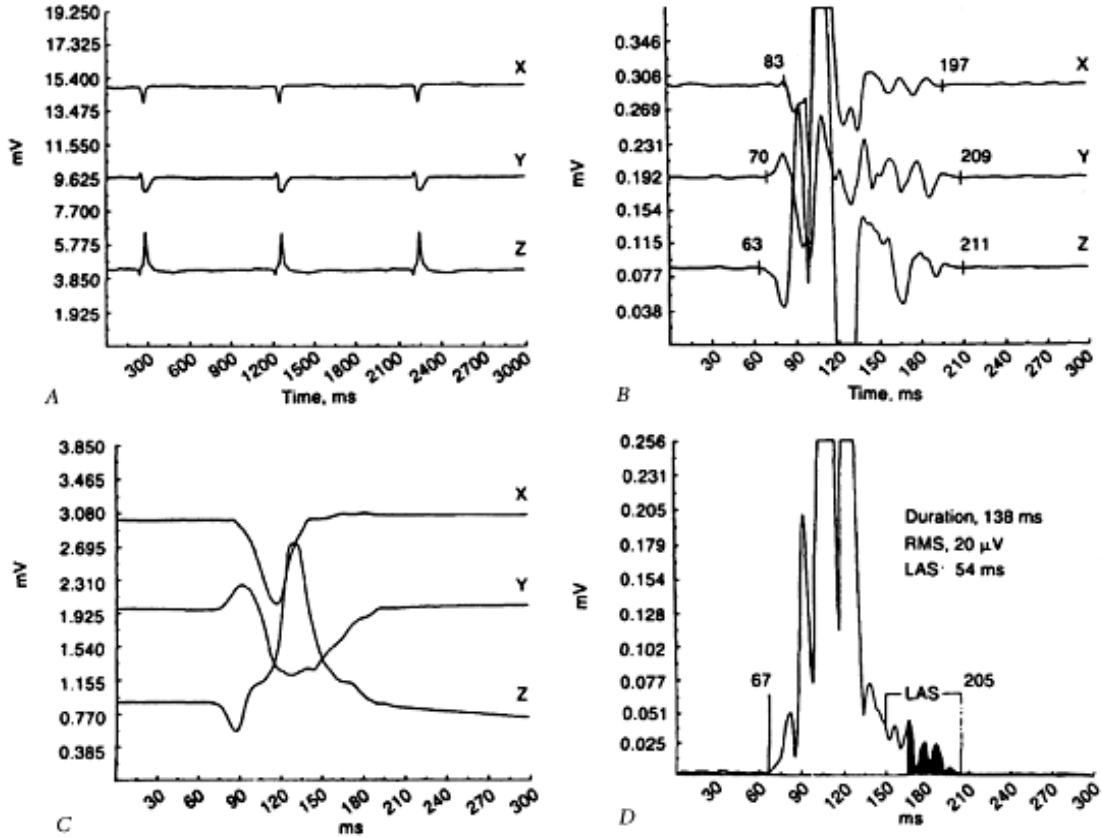 19.250
17.325
15.400
13.475
11.550
9.625
7.700
5.775
3.850
1.925
mV
X
Y
Z
300 600 900 1200 1500 1800 2100 2400 2700 3000
Time, ms
A
0.346
0.306
0.269
0.231
0.192
0.154
0.115
0.077
0.038
mV
83 197 X
70 209 Y
63 211 Z
30 60 90 120 150 180 210 240 270 300
Time, ms
B
3.850
3.465
3.080
2.695
2.310
1.925
1.540
1.155
0.770
0.385
mV
X
Y
Z
30 60 90 120 150 180 210 240 270 300
ms
C
0.256
0.231
0.205
0.179
0.154
0.128
0.102
0.077
0.051
0.025
mV
Duration, 138 ms
RMS, 20 µV
LAS· 54 ms
67 LAS 205
30 60 90 120 150 180 210 240 270 300
ms
D